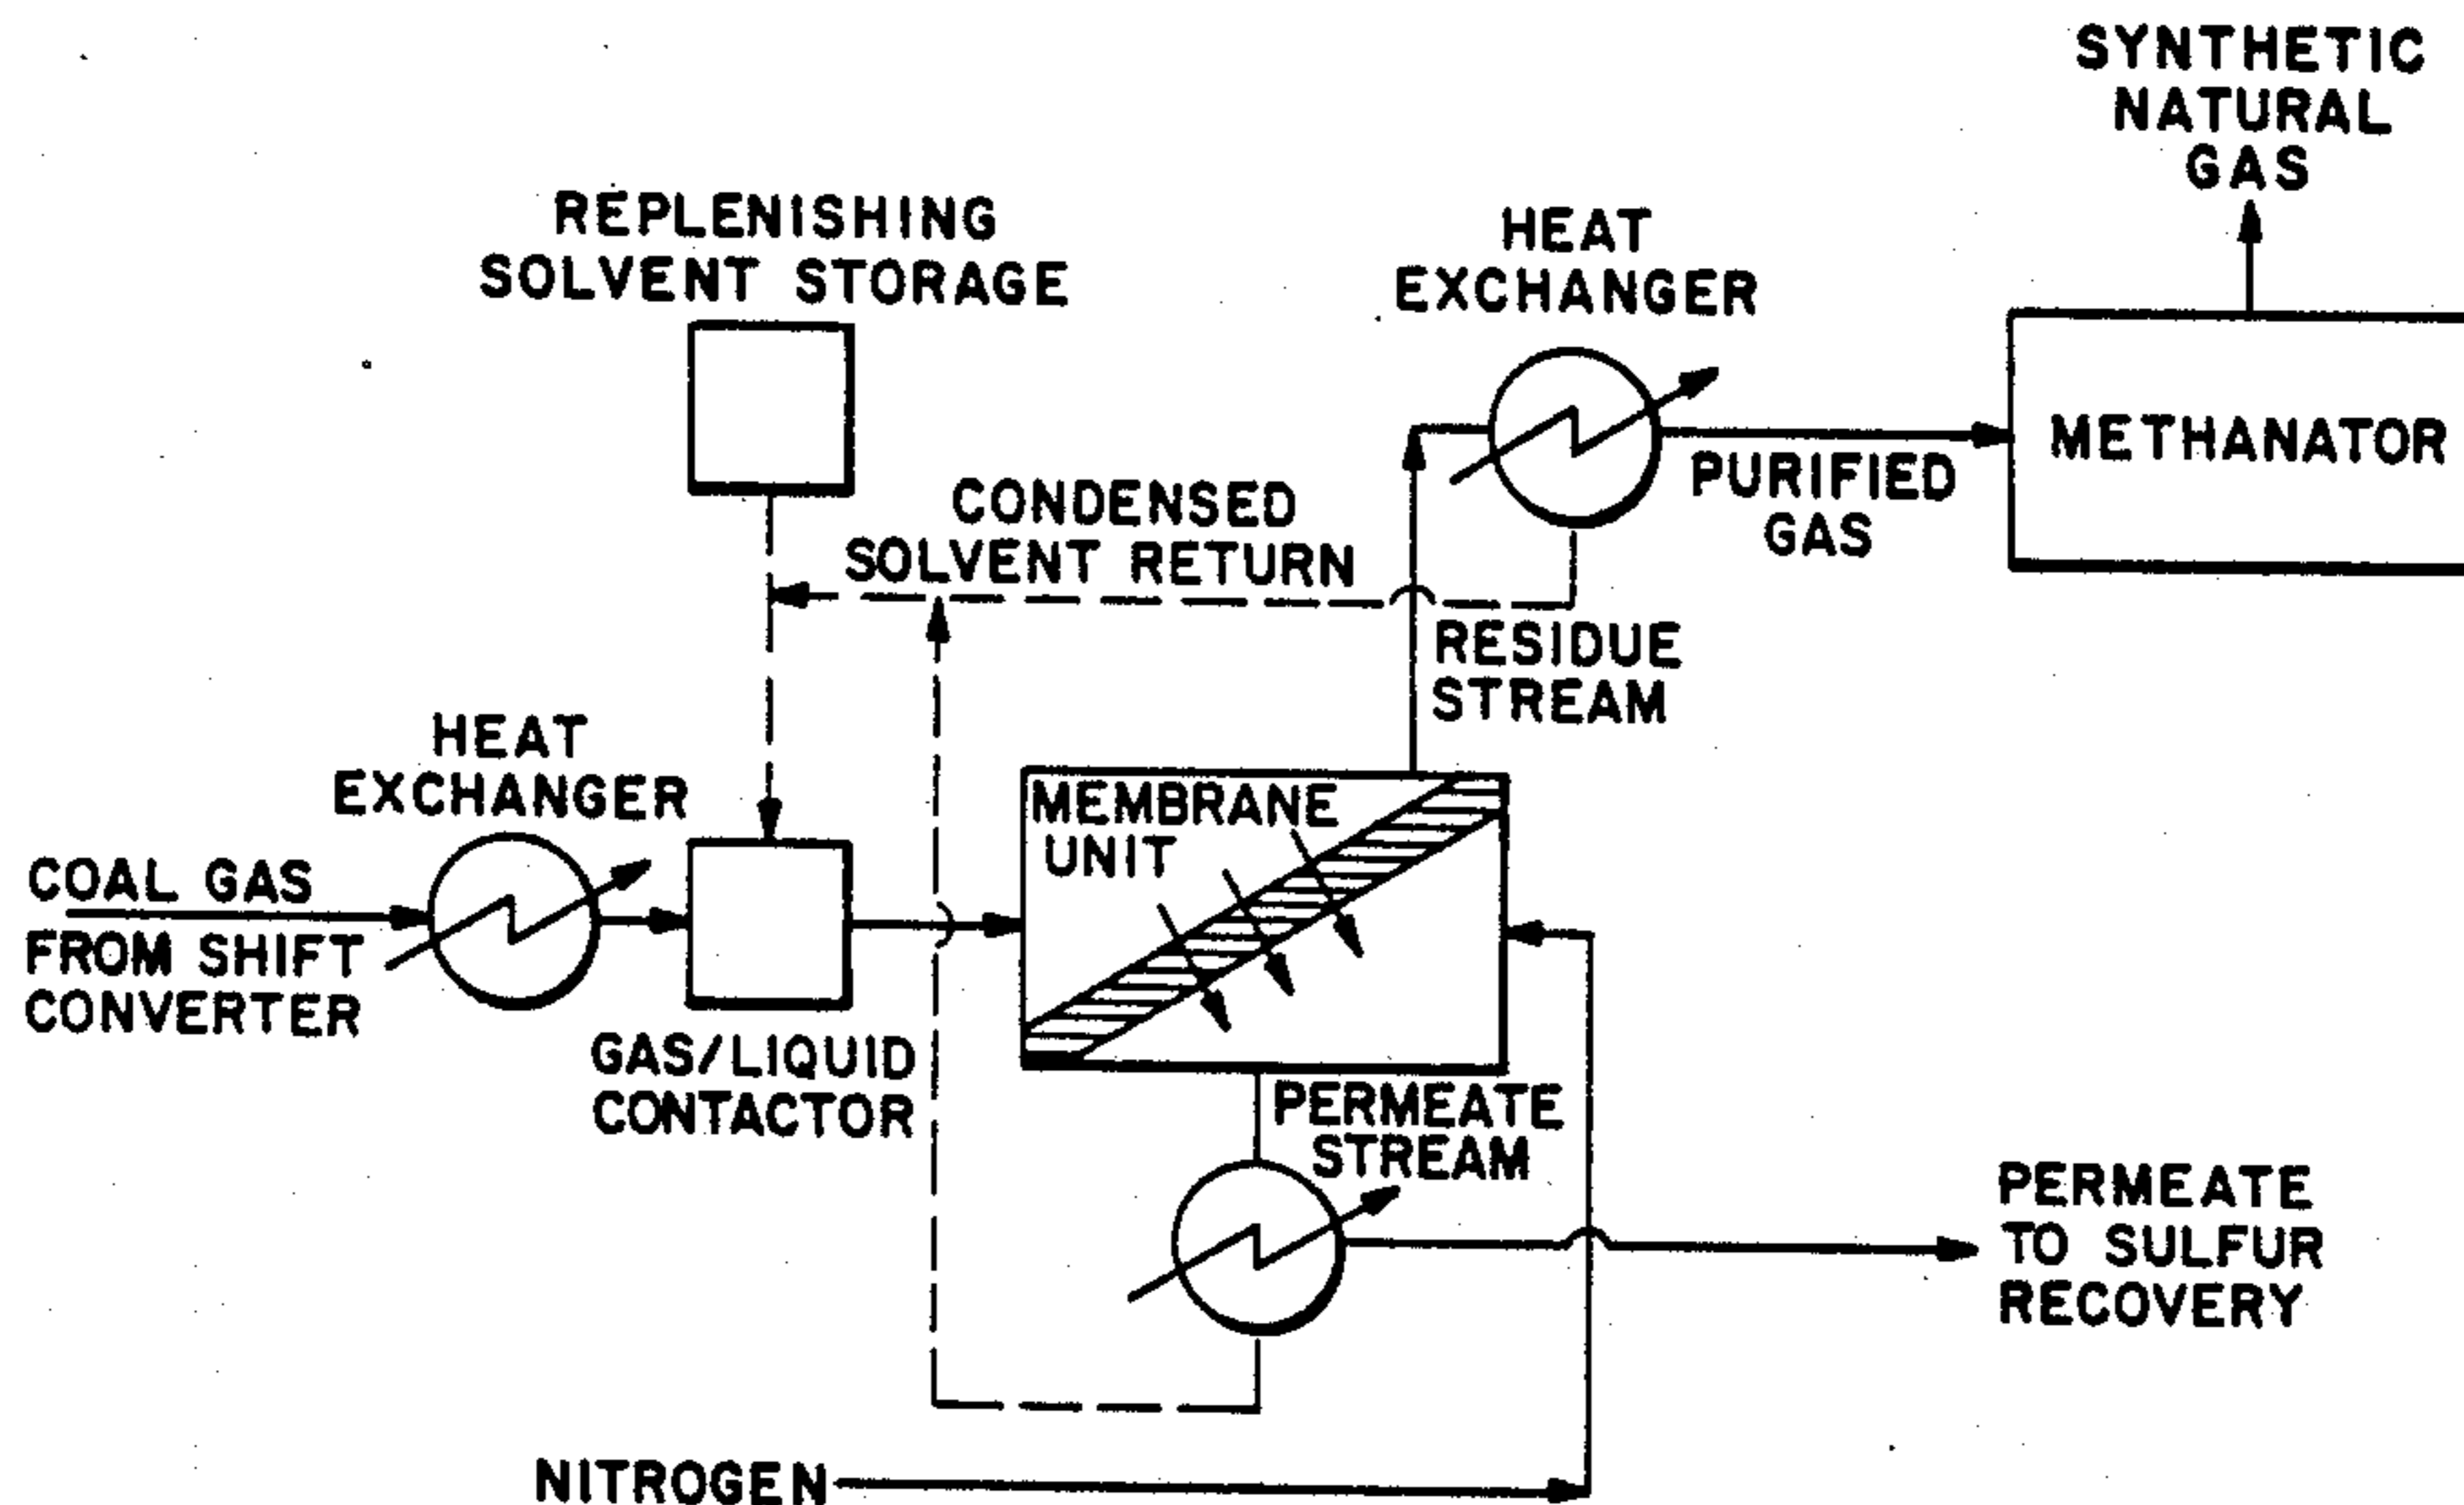 SYNTHETIC
NATURAL
GAS
REPLENISHING
SOLVENT STORAGE
HEAT
EXCHANGER
METHANATOR
PURIFIED
GAS
CONDENSED
SOLVENT RETURN
RESIDUE
STREAM
HEAT
EXCHANGER
MEMBRANE
UNIT
COAL GAS
FROM SHIFT
CONVERTER
GAS/LIQUID
CONTACTOR
PERMEATE
STREAM
PERMEATE
TO SULFUR
RECOVERY
NITROGEN